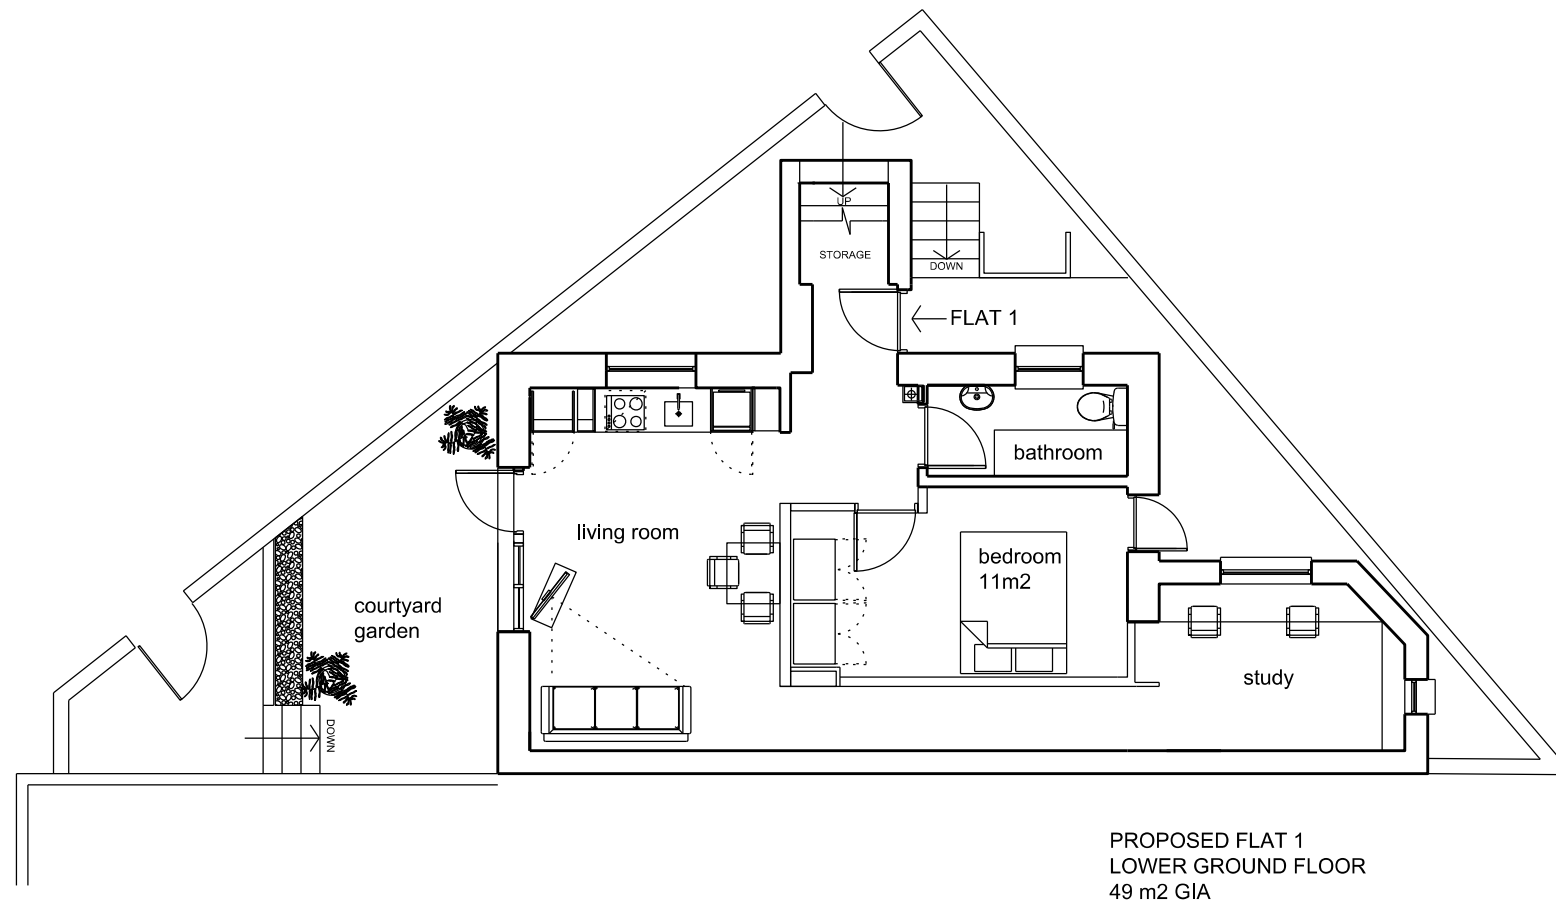 UP
STORAGE
DOWN
FLAT 1
bathroom
living room
bedroom
11m2
courtyard
garden
study
DOWN
PROPOSED FLAT 1
LOWER GROUND FLOOR
49 m2 GIA